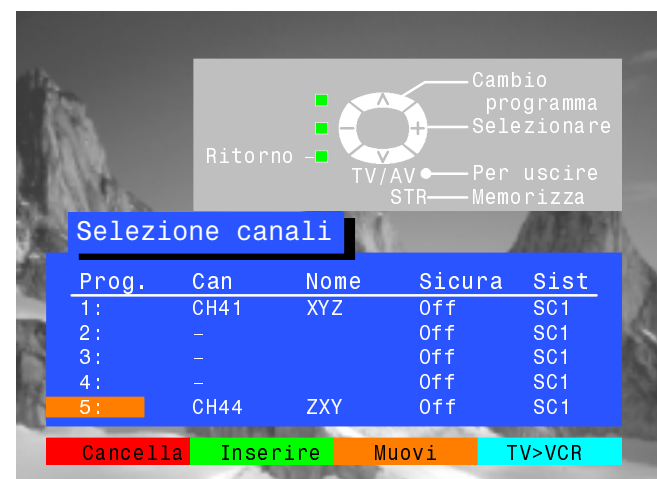 Cambio
programma
Selezionare
Ritorno –
TV/AV Per uscire
STR Memorizza
Selezione canali
Prog. Can Nome Sicura Sist
1: CH41 XYZ Off SC1
2: – Off SC1
3: – Off SC1
4: – Off SC1
5: CH44 ZXY Off SC1
Cancella Inserire Muovi TV>VCR